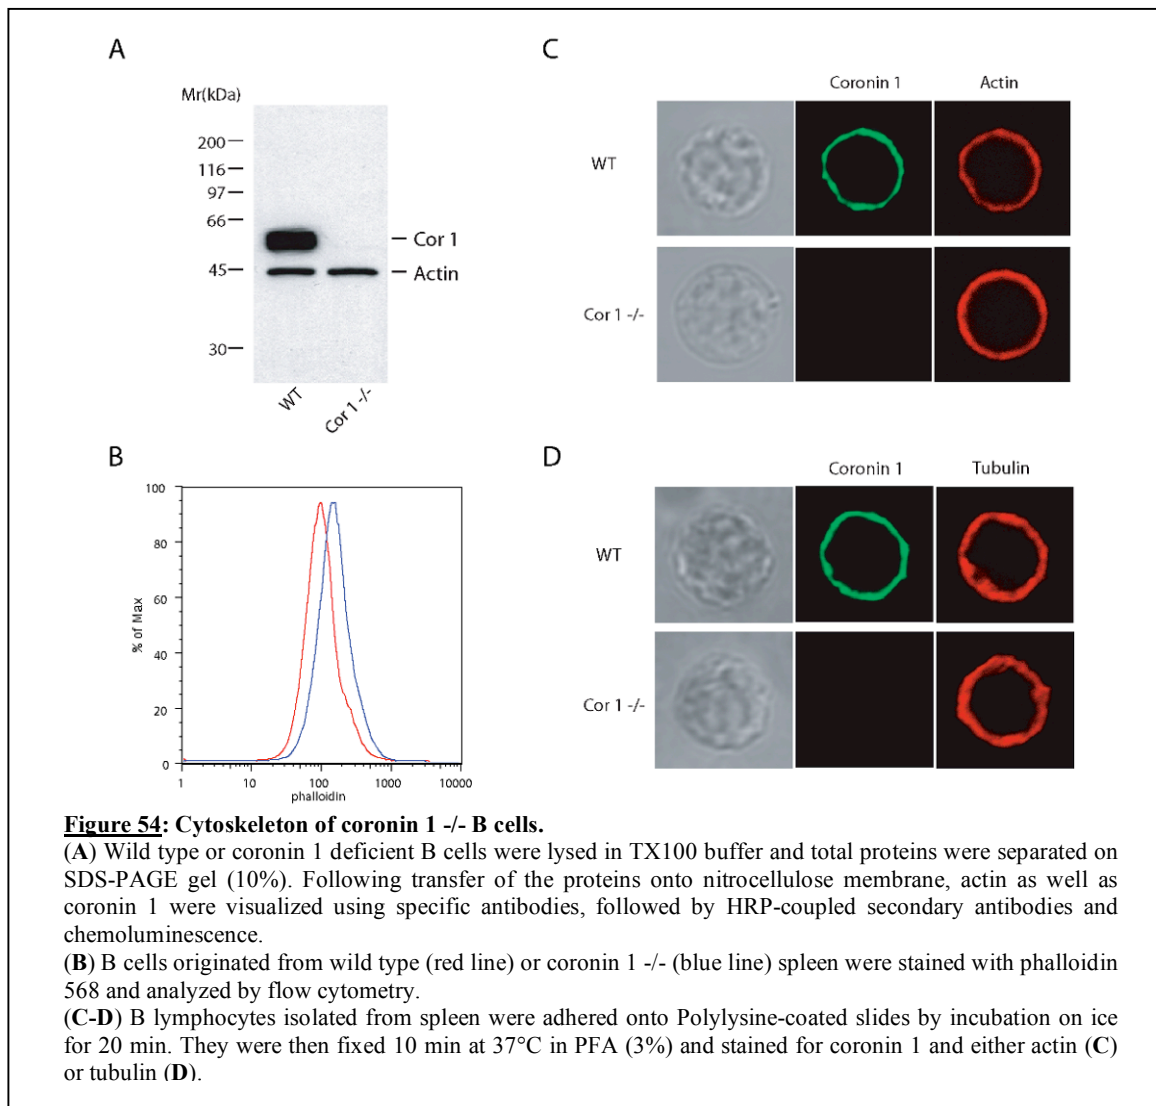 A
Mr(kDa)
200
116
97
66
45
30
Cor 1
Actin
WT
Cor 1 -/-
C
Coronin 1 Actin
WT
Cor 1 -/-
B
100
80
60
40
20
0
% of Max
1 10 100 1000 10000
phalloidin
D
Coronin 1 Tubulin
WT
Cor 1 -/-
Figure 54: Cytoskeleton of coronin 1 -/- B cells.
(A) Wild type or coronin 1 deficient B cells were lysed in TX100 buffer and total proteins were separated on
SDS-PAGE gel (10%). Following transfer of the proteins onto nitrocellulose membrane, actin as well as
coronin 1 were visualized using specific antibodies, followed by HRP-coupled secondary antibodies and
chemoluminescence.
(B) B cells originated from wild type (red line) or coronin 1 -/- (blue line) spleen were stained with phalloidin
568 and analyzed by flow cytometry.
(C-D) B lymphocytes isolated from spleen were adhered onto Polylysine-coated slides by incubation on ice
for 20 min. They were then fixed 10 min at 37°C in PFA (3%) and stained for coronin 1 and either actin (C)
or tubulin (D).